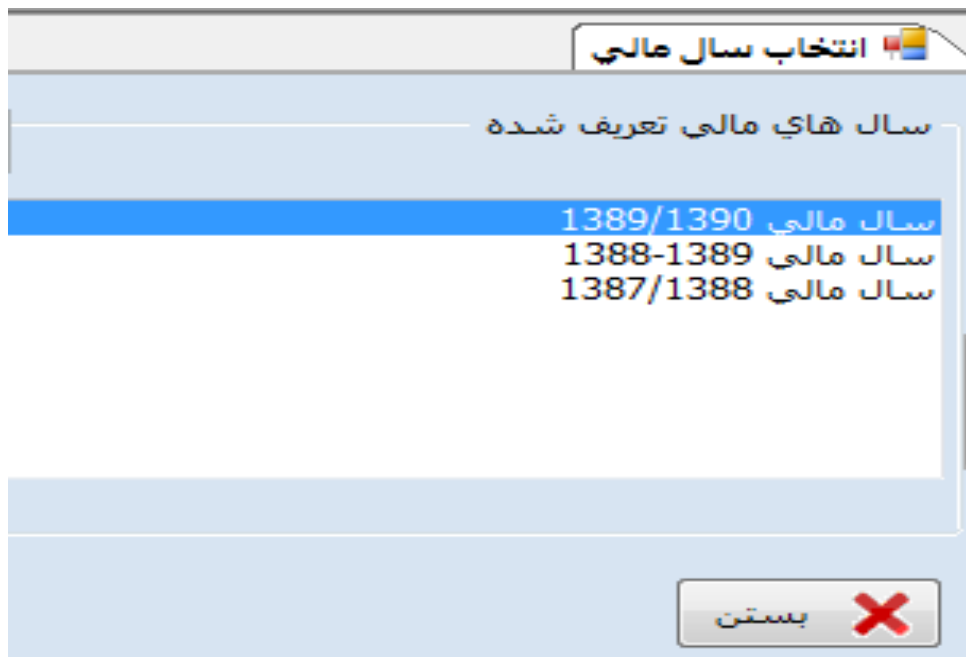 انتخاب سال مالي
سال هاي مالي تعريف شده
سال مالي 1389/1390
سال مالي 1388-1389
سال مالي 1387/1388
بستن